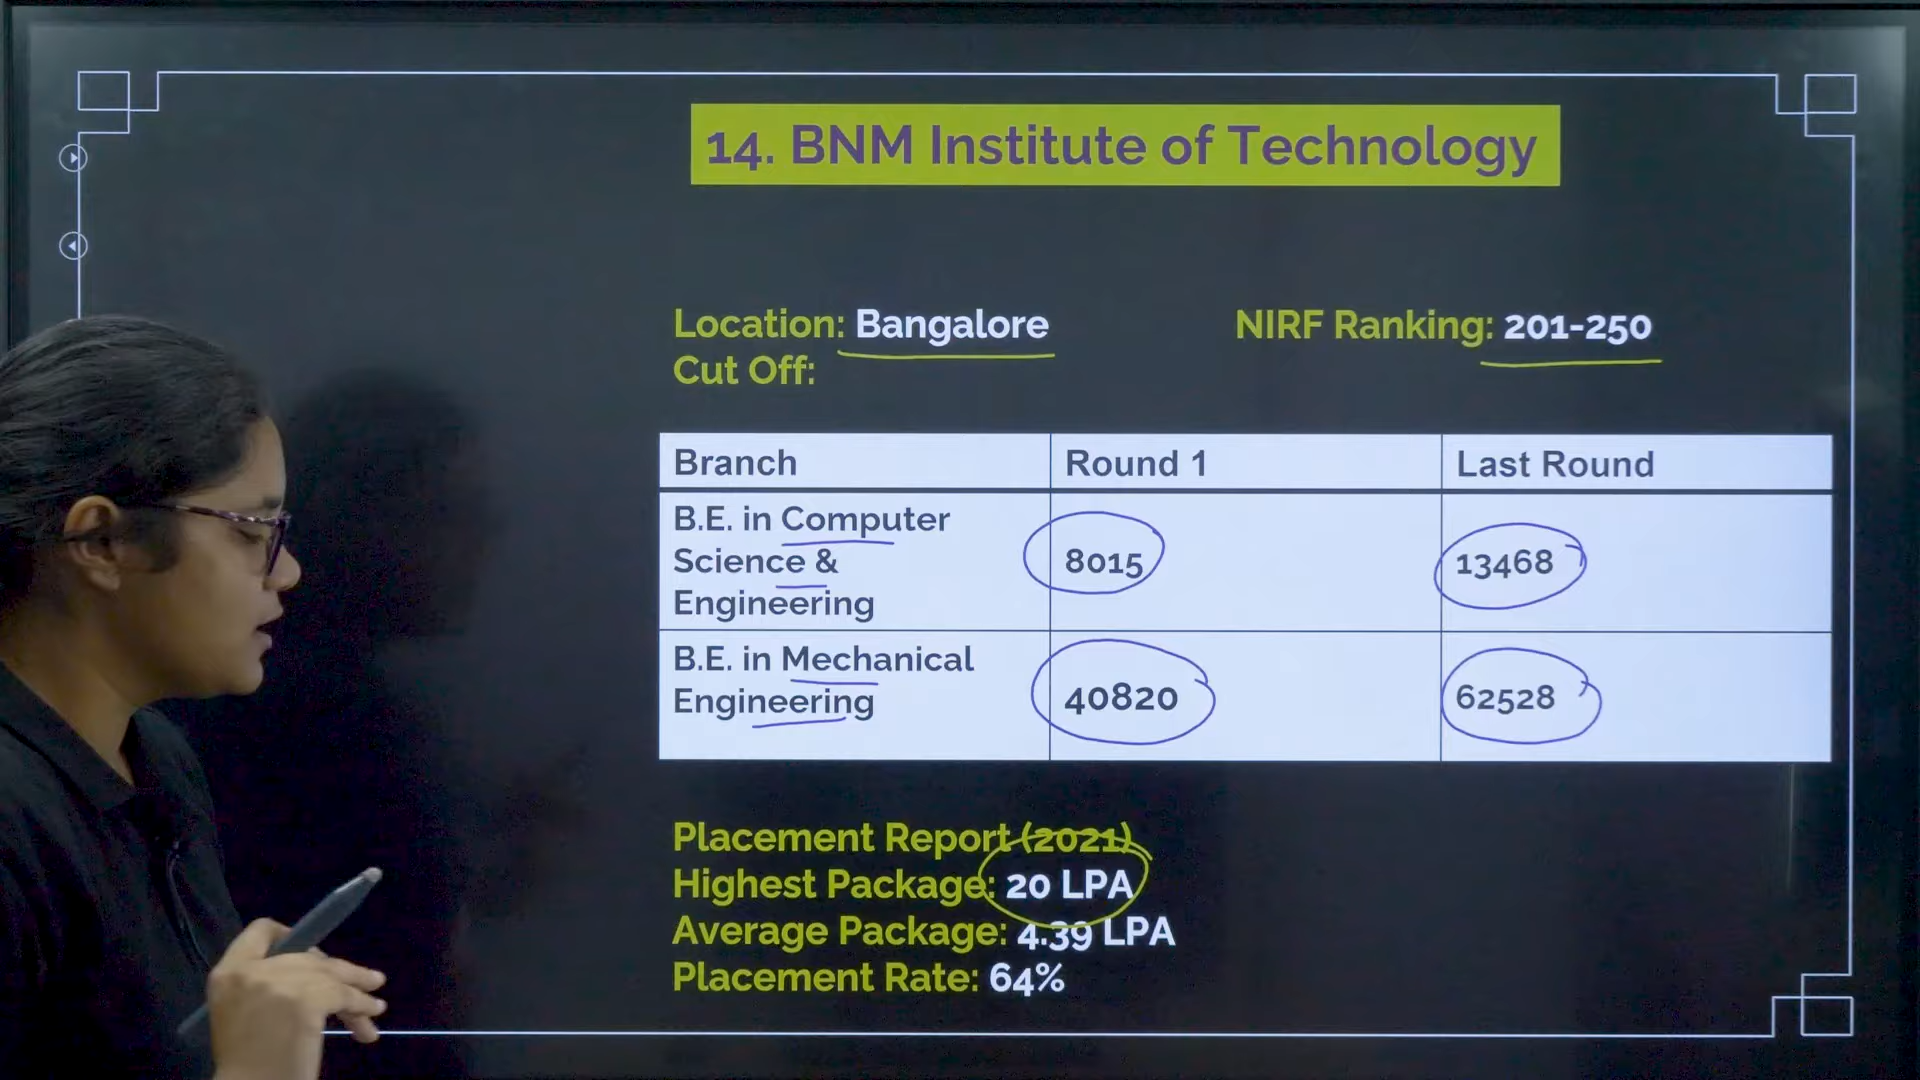 14. BNM Institute of Technology
Location: Bangalore
NIRF Ranking: 201-250
Cut Off:
Branch
Round 1
Last Round
B.E. in Computer
Science &
Engineering
8015
13468
B.E. in Mechanical
Engineering
40820
62528
Placement Report (2021)
Highest Package: 20 LPA
Average Package: 4.39 LPA
Placement Rate: 64%